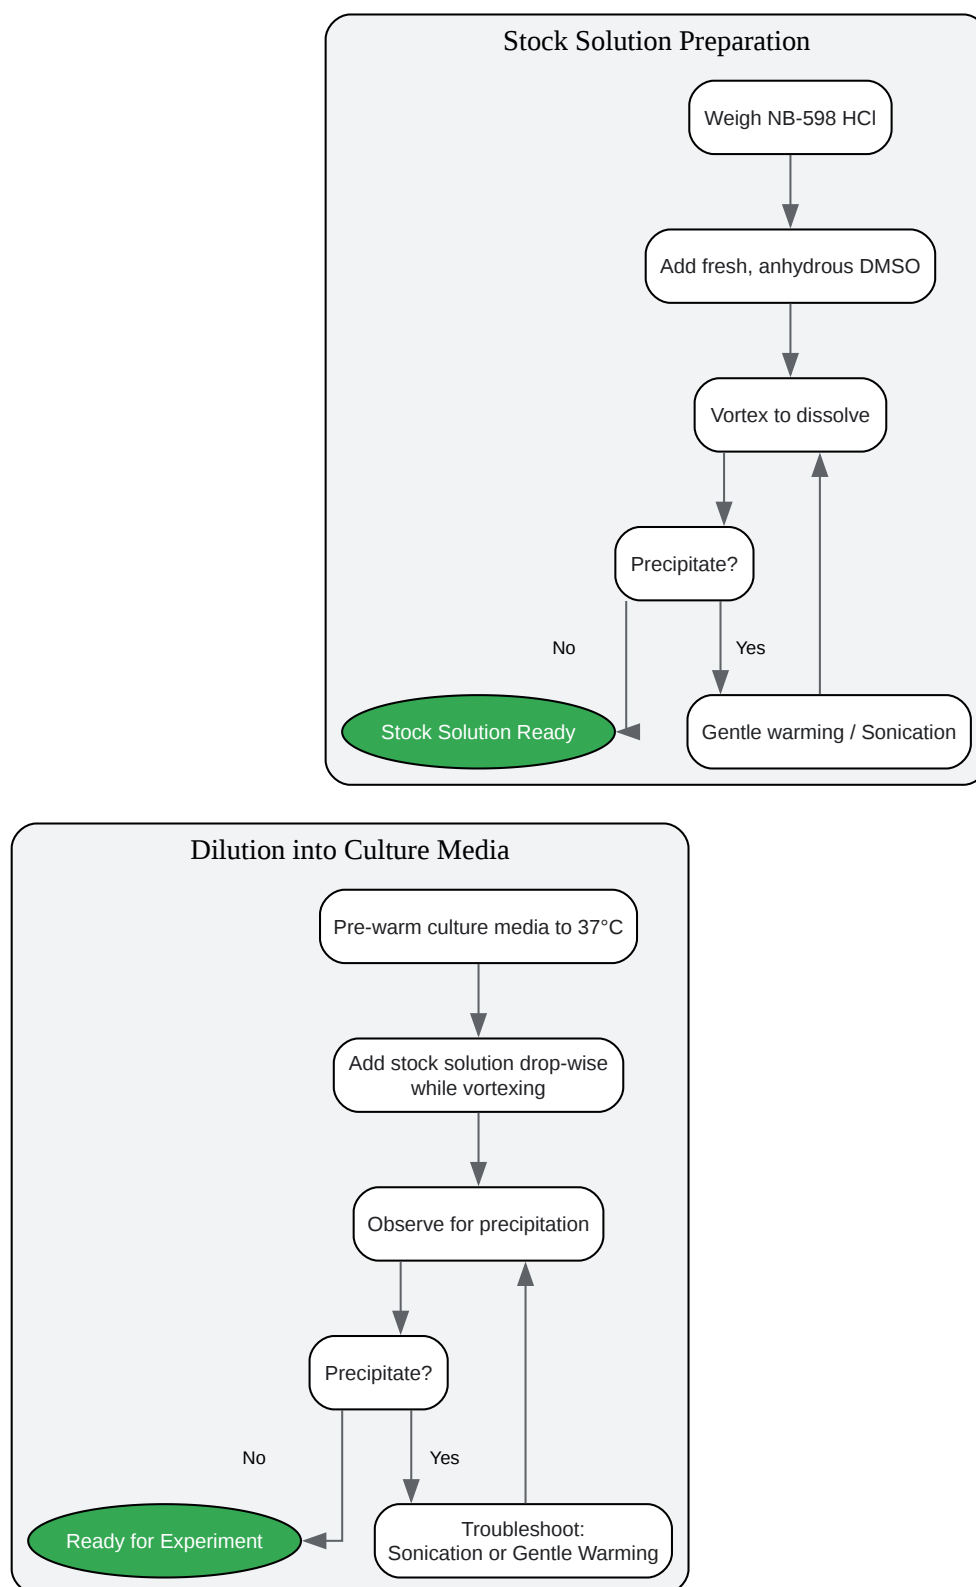 Stock Solution Preparation
Weigh NB-598 HCl
Add fresh, anhydrous DMSO
Vortex to dissolve
Precipitate?
No
Yes
Stock Solution Ready
Gentle warming / Sonication
Dilution into Culture Media
Pre-warm culture media to 37°C
Add stock solution drop-wise
while vortexing
Observe for precipitation
Precipitate?
No
Yes
Ready for Experiment
Troubleshoot:
Sonication or Gentle Warming